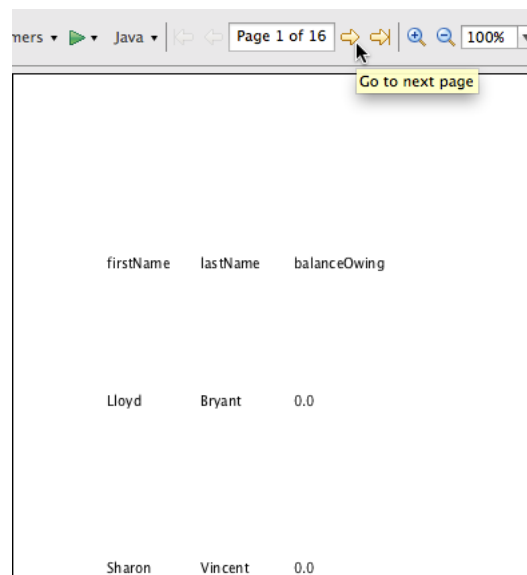 mers Java Page 1 of 16 100%
Go to next page
firstName lastName balanceOwing
Lloyd Bryant 0.0
Sharon Vincent 0.0